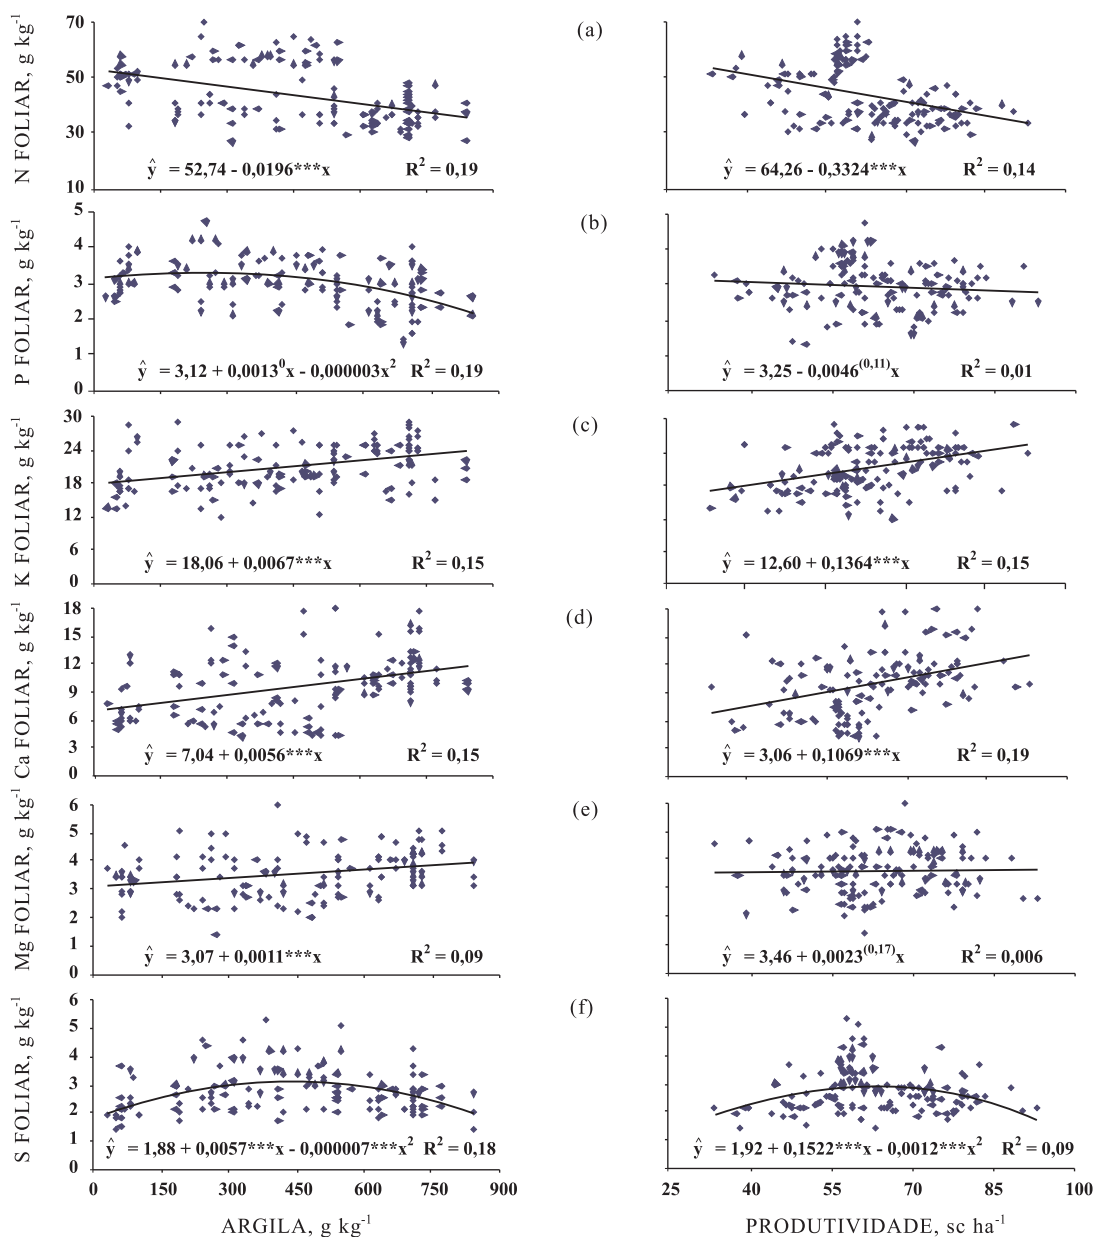 N FOLIAR, g kg⁻¹
70
50
30
10
(a)
ŷ = 52,74 - 0,0196***x R² = 0,19
ŷ = 64,26 - 0,3324***x R² = 0,14
P FOLIAR, g kg⁻¹
5
4
3
2
1
0
(b)
ŷ = 3,12 + 0,0013⁰x - 0,000003x² R² = 0,19
ŷ = 3,25 - 0,0046⁽⁰,¹¹⁾x R² = 0,01
K FOLIAR, g kg⁻¹
30
24
18
12
6
0
(c)
ŷ = 18,06 + 0,0067***x R² = 0,15
ŷ = 12,60 + 0,1364***x R² = 0,15
Ca FOLIAR, g kg⁻¹
18
15
12
9
6
3
0
(d)
ŷ = 7,04 + 0,0056***x R² = 0,15
ŷ = 3,06 + 0,1069***x R² = 0,19
Mg FOLIAR, g kg⁻¹
6
5
4
3
2
1
0
(e)
ŷ = 3,07 + 0,0011***x R² = 0,09
ŷ = 3,46 + 0,0023⁽⁰,¹⁷⁾x R² = 0,006
S FOLIAR, g kg⁻¹
6
5
4
3
2
1
0
(f)
ŷ = 1,88 + 0,0057***x - 0,000007***x² R² = 0,18
ŷ = 1,92 + 0,1522***x - 0,0012***x² R² = 0,09
0 150 300 450 600 750 900
25 40 55 70 85 100
ARGILA, g kg⁻¹
PRODUTIVIDADE, sc ha⁻¹